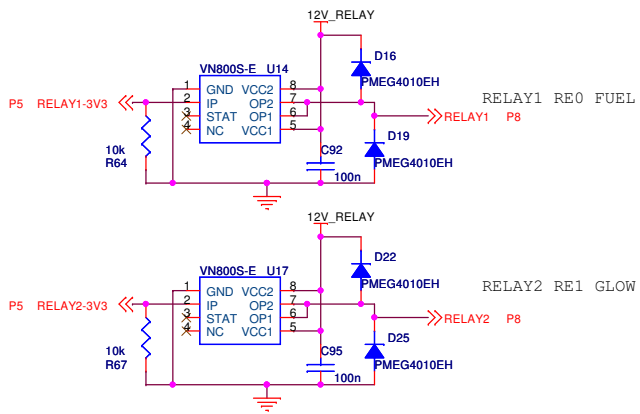 12V_RELAY
VN800S-E U14
D16
PMEG4010EH
1 GND VCC2 8
2 IP OP2 7
3 STAT OP1 6
4 NC VCC1 5
P5 RELAY1-3V3
RELAY1 RE0 FUEL
RELAY1 P8
D19
PMEG4010EH
10k
R64
C92
100n
12V_RELAY
VN800S-E U17
D22
PMEG4010EH
1 GND VCC2 8
2 IP OP2 7
3 STAT OP1 6
4 NC VCC1 5
P5 RELAY2-3V3
RELAY2 RE1 GLOW
RELAY2 P8
D25
PMEG4010EH
10k
R67
C95
100n